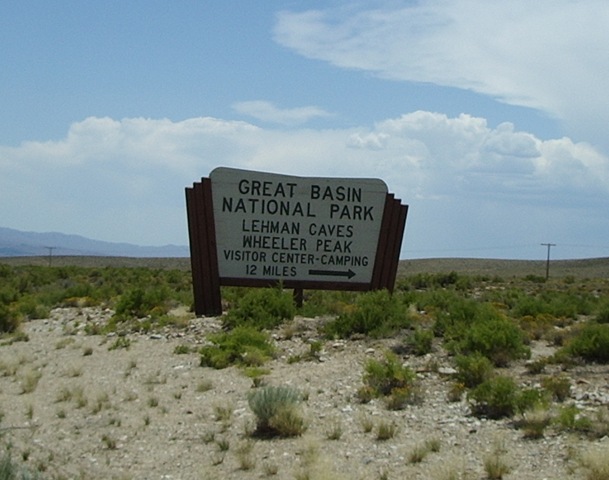 GREAT BASIN
NATIONAL PARK
LEHMAN CAVES
WHEELER PEAK
VISITOR CENTER-CAMPING
12 MILES